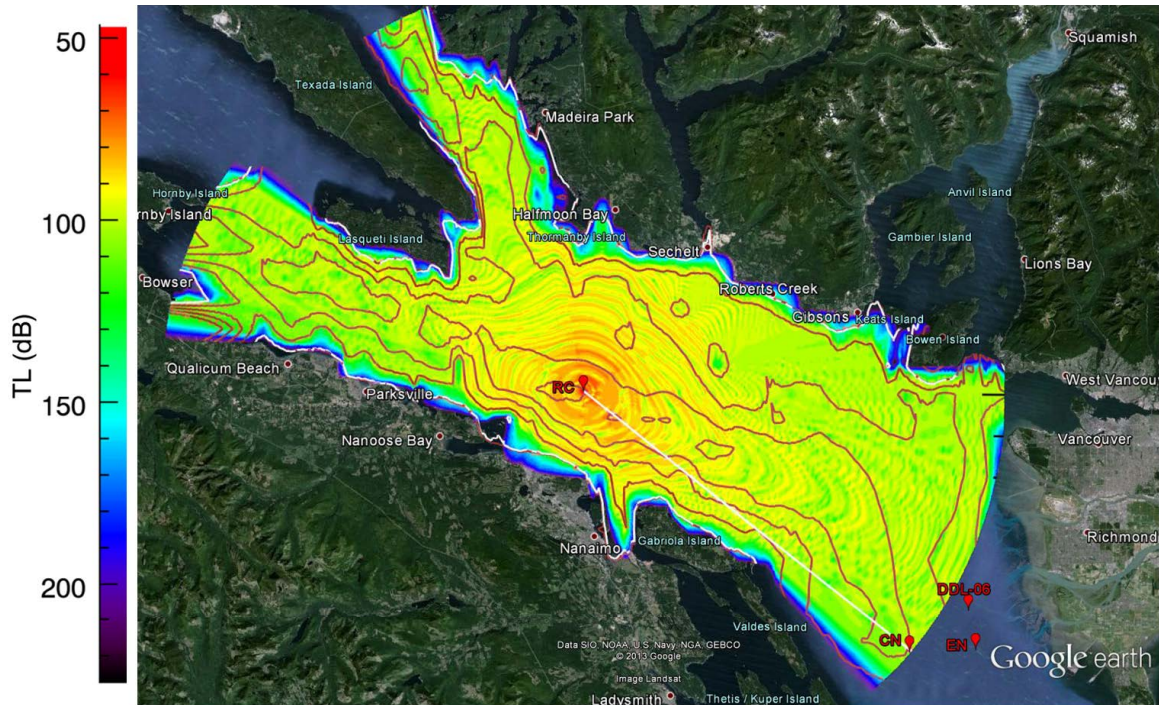 50
100
150
200
TL (dB)
Squamish
Texada Island
Madeira Park
Anvil Island
Hornby Island
rnby Island
Halfmoon Bay
Thormanby Island
Gambier Island
Lasqueti Island
Sechelt
Lions Bay
Bowser
Roberts Creek
Gibsons
Keats Island
Bowen Island
Qualicum Beach
RC
West Vancouv
Parksville
Nanoose Bay
Vancouver
Nanaimo
Gabriola Island
Richmond
DDL-06
Valdes Island
CN
EN
Data SIO, NOAA, U.S. Navy, NGA, GEBCO
© 2013 Google
Image Landsat
Google earth
Ladysmith
Thetis / Kuper Island